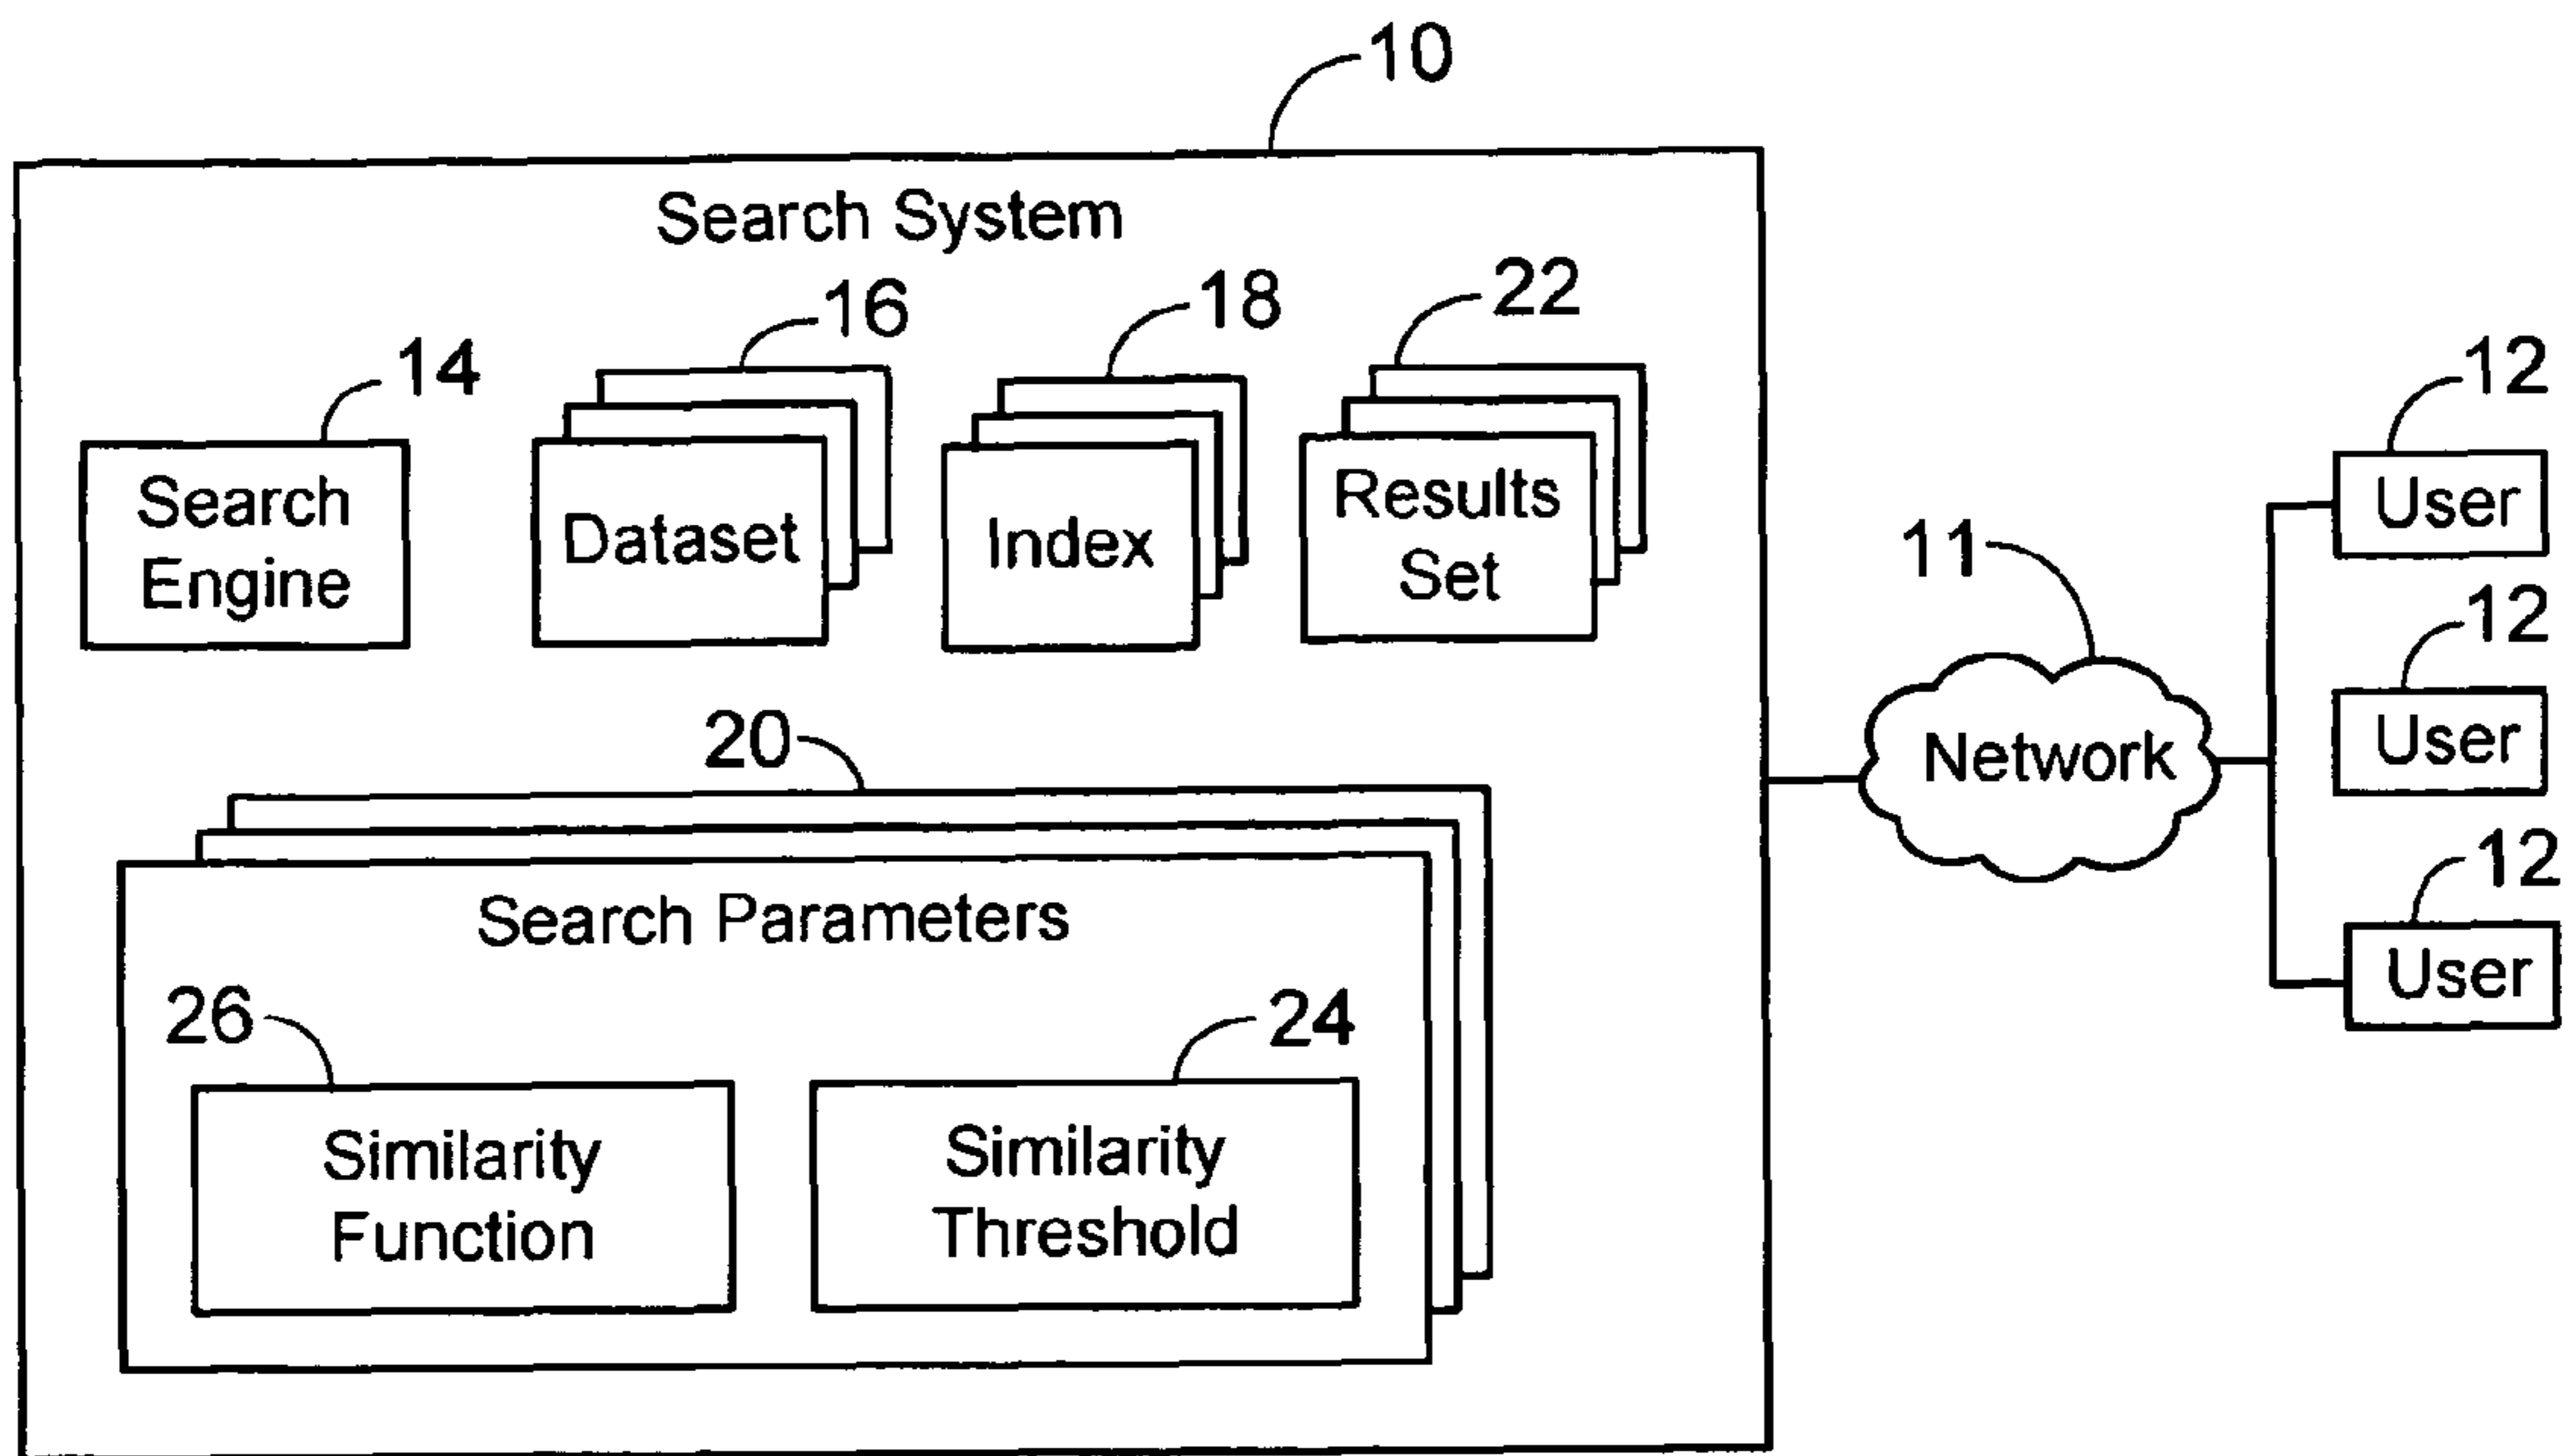 10
Search System
14
16
18
22
Search
Engine
Dataset
Index
Results
Set
20
Search Parameters
26
24
Similarity
Function
Similarity
Threshold
11
Network
12
User
12
User
12
User